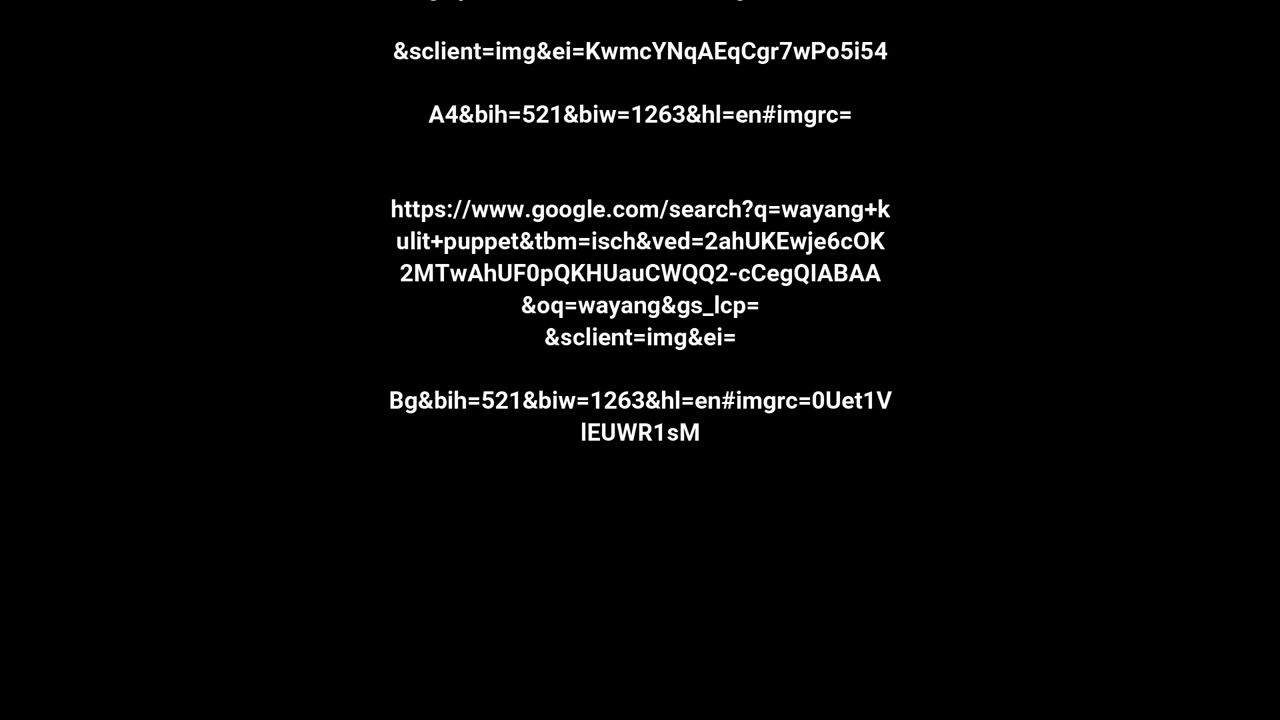 &sclient=img&ei=KwmcYNqAEqCgr7wPo5i54
A4&bih=521&biw=1263&hl=en#imgrc=
https://www.google.com/search?q=wayang+k
ulit+puppet&tbm=isch&ved=2ahUKEwje6cOK
2MTwAhUF0pQKHUauCWQQ2-cCegQIABAA
&oq=wayang&gs_lcp=
&sclient=img&ei=
Bg&bih=521&biw=1263&hl=en#imgrc=0Uet1V
lEUWR1sM